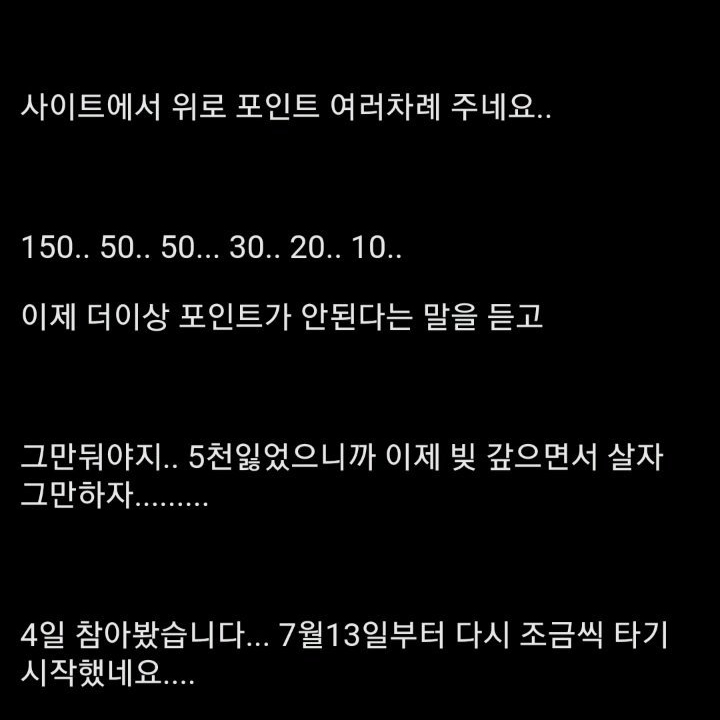 사이트에서 위로 포인트 여러차례 주네요..
150.. 50.. 50... 30.. 20.. 10..
이제 더이상 포인트가 안된다는 말을 듣고
그만둬야지.. 5천잃었으니까 이제 빚 갚으면서 살자
그만하자.........
4일 참아봤습니다... 7월13일부터 다시 조금씩 타기
시작했네요....